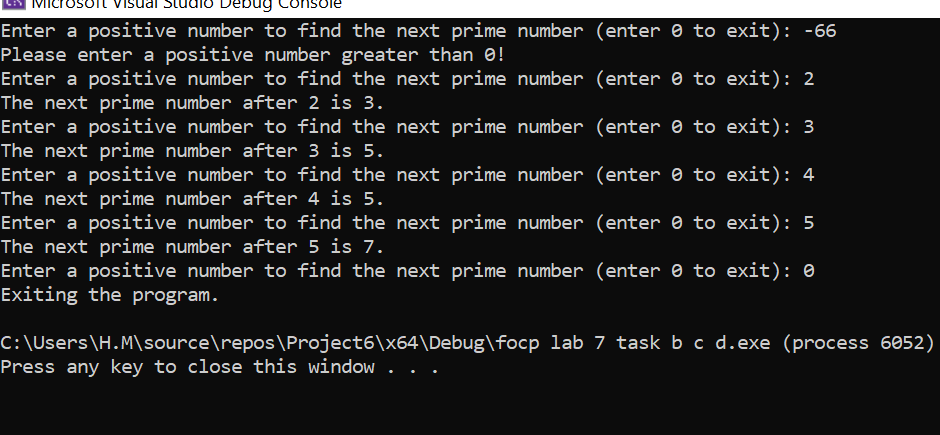 Microsoft Visual Studio Debug Console
Enter a positive number to find the next prime number (enter 0 to exit): -66
Please enter a positive number greater than 0!
Enter a positive number to find the next prime number (enter 0 to exit): 2
The next prime number after 2 is 3.
Enter a positive number to find the next prime number (enter 0 to exit): 3
The next prime number after 3 is 5.
Enter a positive number to find the next prime number (enter 0 to exit): 4
The next prime number after 4 is 5.
Enter a positive number to find the next prime number (enter 0 to exit): 5
The next prime number after 5 is 7.
Enter a positive number to find the next prime number (enter 0 to exit): 0
Exiting the program.
C:\Users\H.M\source\repos\Project6\x64\Debug\focp lab 7 task b c d.exe (process 6052)
Press any key to close this window . . .